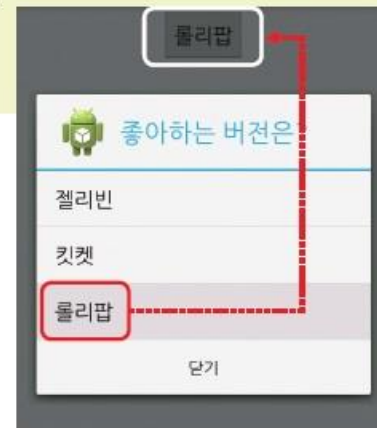 롤리팝
좋아하는 버전은
젤리빈
킷켓
롤리팝
닫기